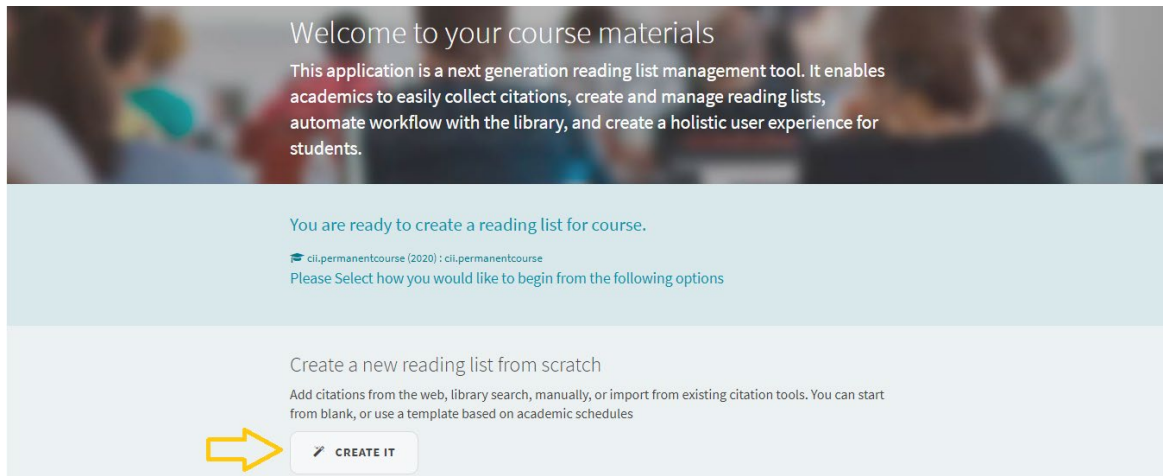 Welcome to your course materials
This application is a next generation reading list management tool. It enables
academics to easily collect citations, create and manage reading lists,
automate workflow with the library, and create a holistic user experience for
students.
You are ready to create a reading list for course.
cii.permanentcourse (2020) : cii.permanentcourse
Please Select how you would like to begin from the following options
Create a new reading list from scratch
Add citations from the web, library search, manually, or import from existing citation tools. You can start
from blank, or use a template based on academic schedules
CREATE IT